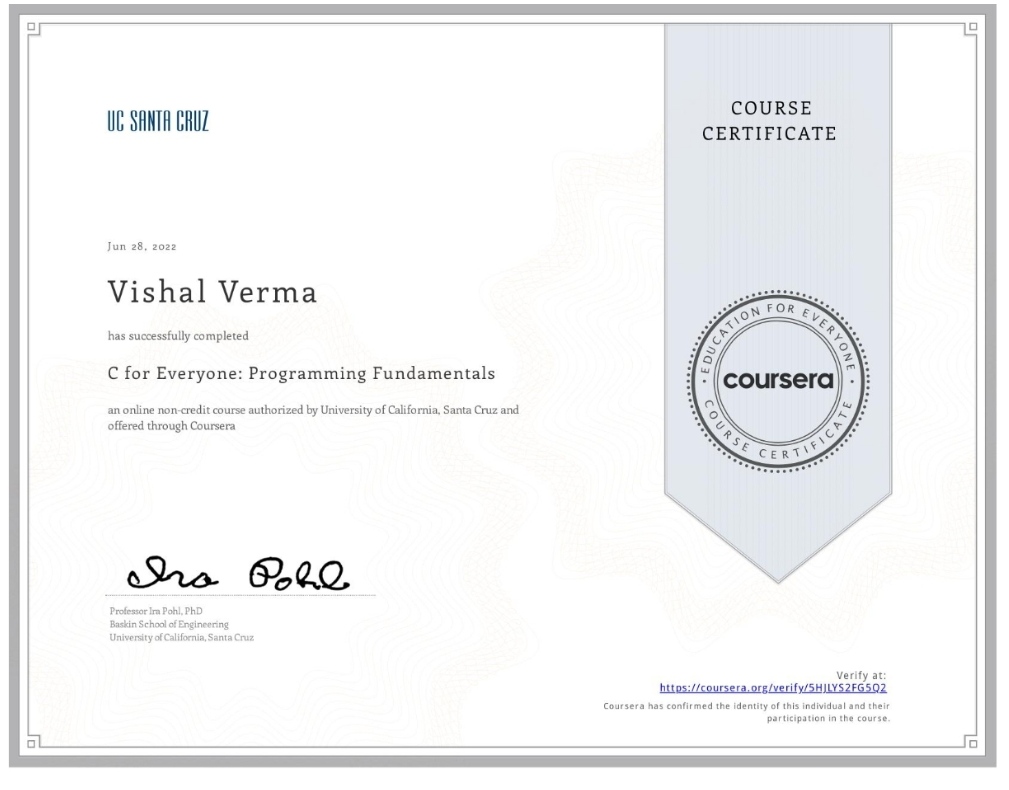 UC SANTA CRUZ
COURSE
CERTIFICATE
Jun 28, 2022
Vishal Verma
has successfully completed
C for Everyone: Programming Fundamentals
an online non-credit course authorized by University of California, Santa Cruz and
offered through Coursera
EDUCATION FOR EVERYONE
coursera
COURSE CERTIFICATE
Ira Pohl
Professor Ira Pohl, PhD
Baskin School of Engineering
University of California, Santa Cruz
Verify at:
https://coursera.org/verify/5HJLYS2FG5Q2
Coursera has confirmed the identity of this individual and their
participation in the course.